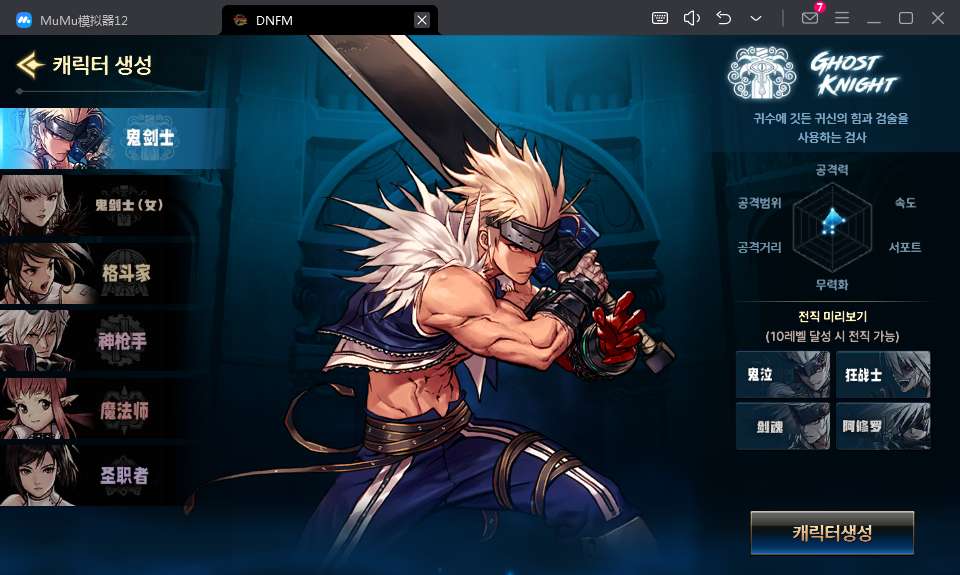 MuMu模拟器12
DNFM
7
캐릭터 생성
鬼剑士
鬼剑士(女)
格斗家
神枪手
魔法师
圣职者
GHOST
KNIGHT
귀수에 깃든 귀신의 힘과 검술을
사용하는 검사
공격력
공격범위
속도
공격거리
서포트
무력화
전직 미리보기
(10레벨 달성 시 전직 가능)
鬼泣
狂战士
剑魂
阿修罗
캐릭터생성